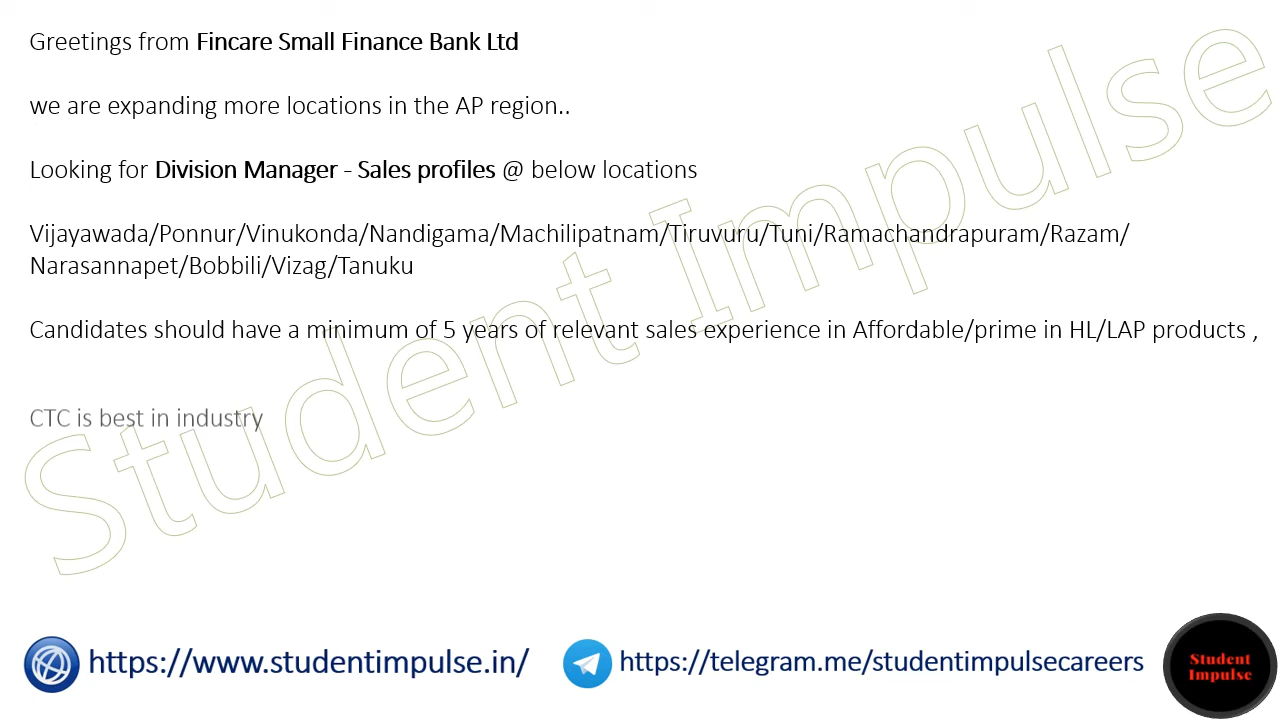 Greetings from Fincare Small Finance Bank Ltd
we are expanding more locations in the AP region..
Looking for Division Manager - Sales profiles @ below locations
Vijayawada/Ponnur/Vinukonda/Nandigama/Machilipatnam/Tiruvuru/Tuni/Ramachandrapuram/Razam/
Narasannapet/Bobbili/Vizag/Tanuku
Candidates should have a minimum of 5 years of relevant sales experience in Affordable/prime in HL/LAP products ,
CTC is best in industry
Student Impulse
https://www.studentimpulse.in/
https://telegram.me/studentimpulsecareers
Student
Impulse